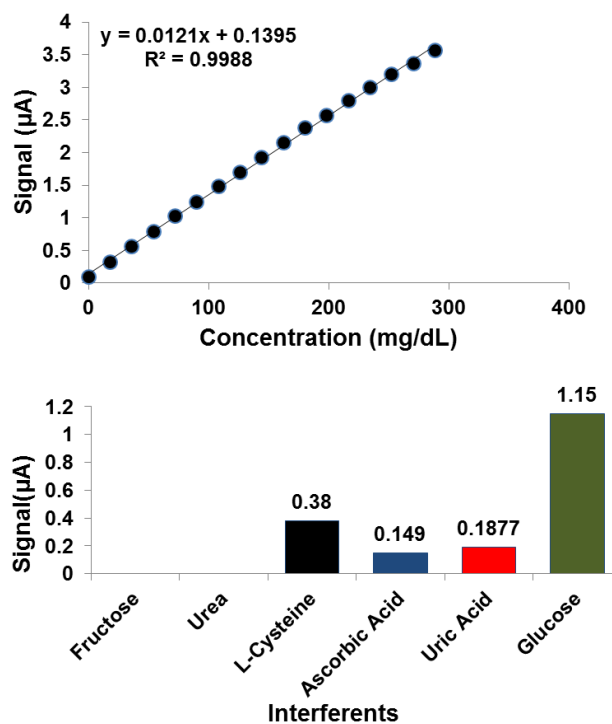 y = 0.0121x + 0.1395
R² = 0.9988
4
3.5
3
2.5
2
1.5
1
0.5
0
Signal (µA)
0 100 200 300 400
Concentration (mg/dL)
1.15
1.2
1
0.8
0.6
0.4
0.2
0
Signal(µA)
0.38
0.149
0.1877
Fructose
Urea
L-Cysteine
Ascorbic Acid
Uric Acid
Glucose
Interferents